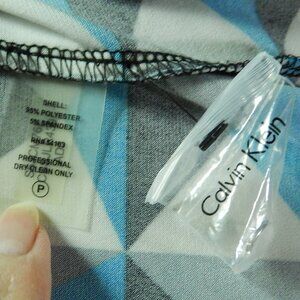 SHELL:
95% POLYESTER
5% SPANDEX
RN# 54163
PROFESSIONAL
DRY CLEAN ONLY
P
Calvin Klein